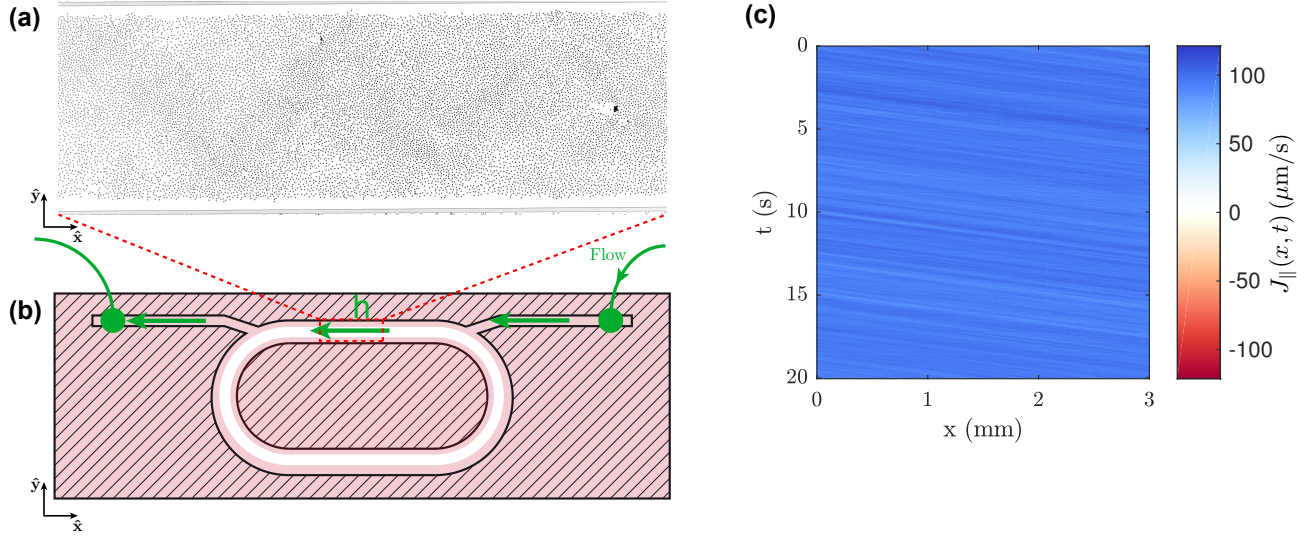 (a)
ŷ
x̂
(b)
Flow
h
ŷ
x̂
(c)
0
5
10
15
20
t (s)
0
1
2
3
x (mm)
100
50
0
-50
-100
J∥(x, t) (μm/s)